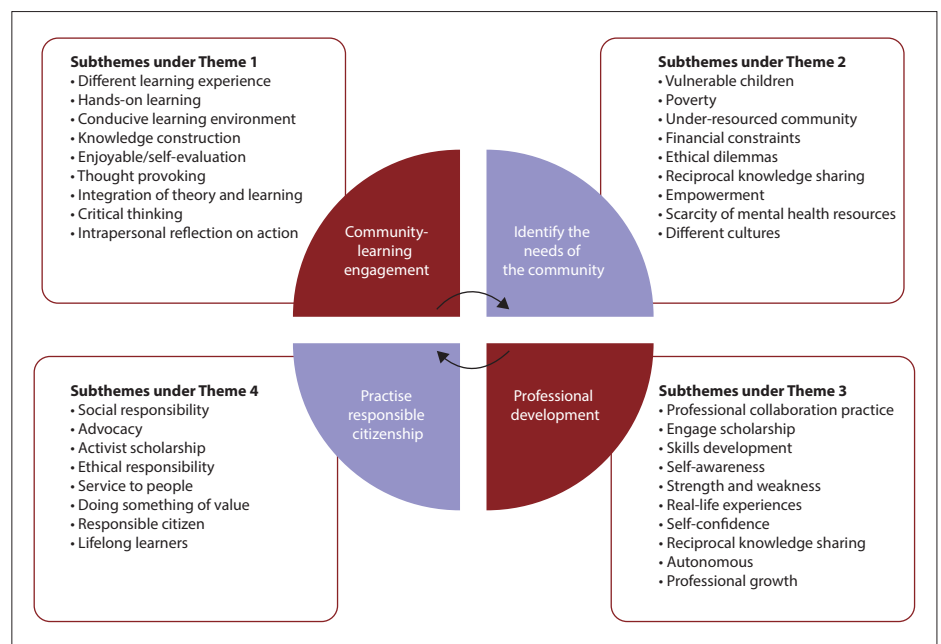 Subthemes under Theme 1
• Different learning experience
• Hands-on learning
• Conducive learning environment
• Knowledge construction
• Enjoyable/self-evaluation
• Thought provoking
• Integration of theory and learning
• Critical thinking
• Intrapersonal reflection on action
Subthemes under Theme 2
• Vulnerable children
• Poverty
• Under-resourced community
• Financial constraints
• Ethical dilemmas
• Reciprocal knowledge sharing
• Empowerment
• Scarcity of mental health resources
• Different cultures
Community-
learning
engagement
Identify the
needs of
the community
Practise
responsible
citizenship
Professional
development
Subthemes under Theme 4
• Social responsibility
• Advocacy
• Activist scholarship
• Ethical responsibility
• Service to people
• Doing something of value
• Responsible citizen
• Lifelong learners
Subthemes under Theme 3
• Professional collaboration practice
• Engage scholarship
• Skills development
• Self-awareness
• Strength and weakness
• Real-life experiences
• Self-confidence
• Reciprocal knowledge sharing
• Autonomous
• Professional growth